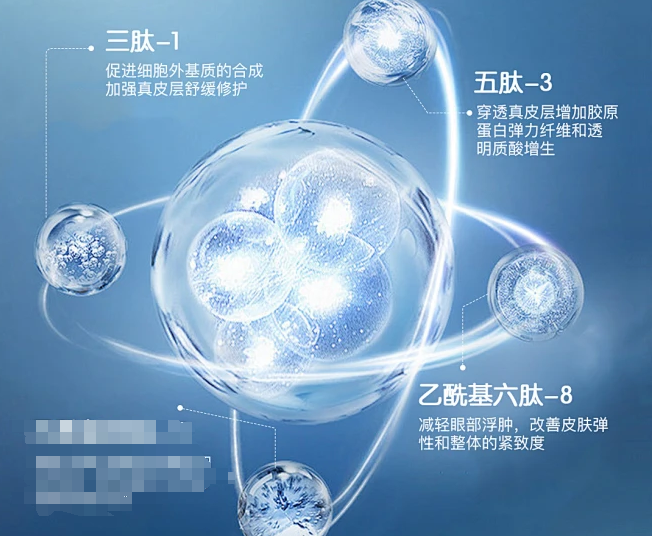 三肽-1
促进细胞外基质的合成
加强真皮层舒缓修护
五肽-3
穿透真皮层增加胶原
蛋白弹力纤维和透
明质酸增生
乙酰基六肽-8
减轻眼部浮肿，改善皮肤弹
性和整体的紧致度